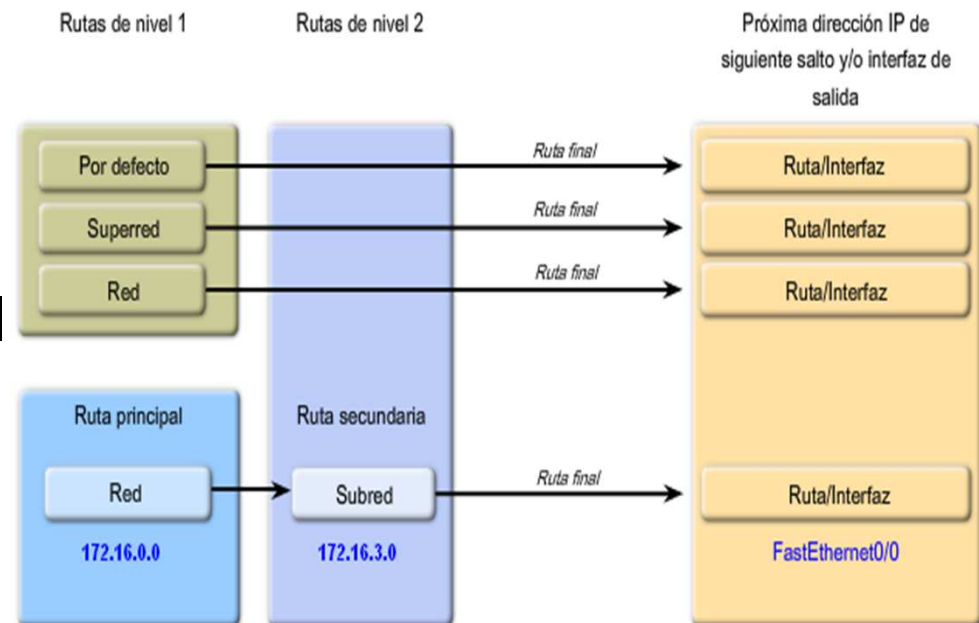 Rutas de nivel 1
Rutas de nivel 2
Próxima dirección IP de
siguiente salto y/o interfaz de
salida
Por defecto
Ruta final
Ruta/Interfaz
Superred
Ruta final
Ruta/Interfaz
Red
Ruta final
Ruta/Interfaz
Ruta principal
Ruta secundaria
Red
Subred
Ruta final
Ruta/Interfaz
172.16.0.0
172.16.3.0
FastEthernet0/0